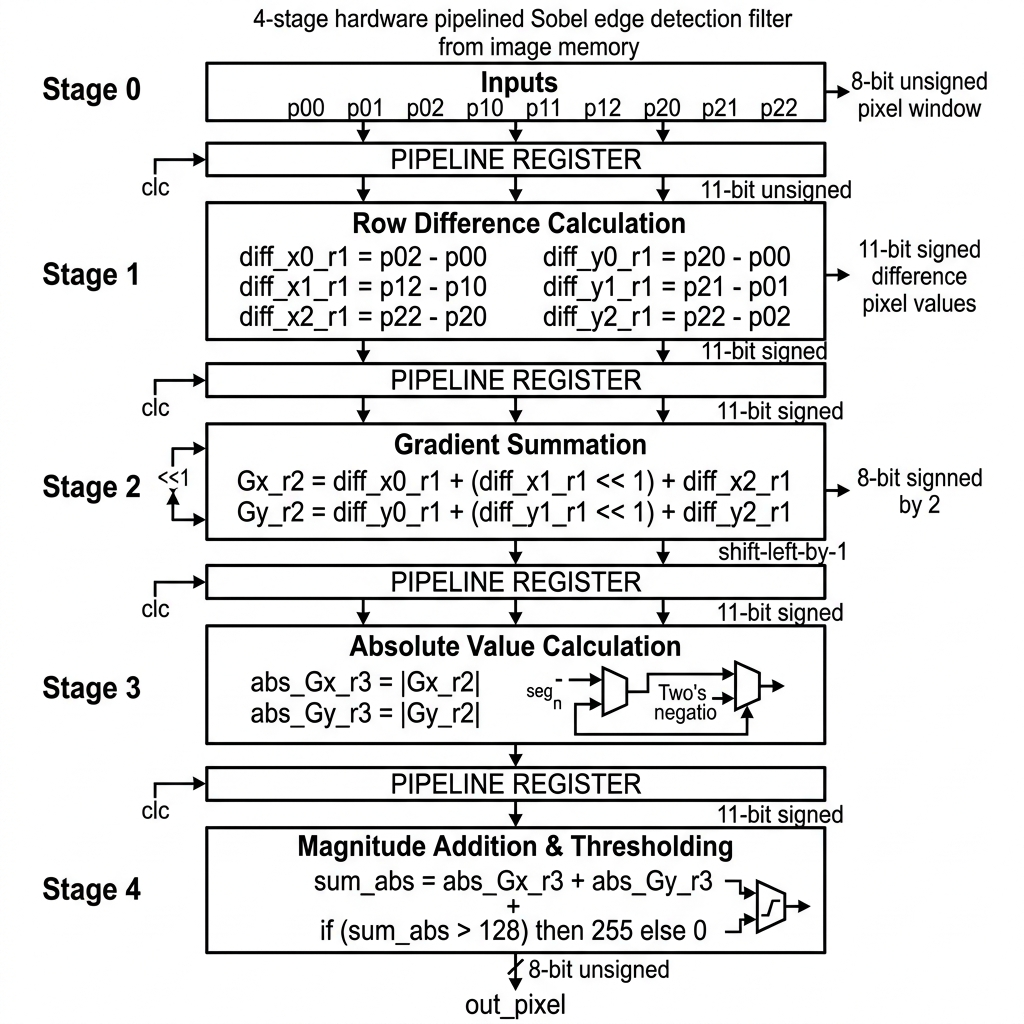 4-stage hardware pipelined Sobel edge detection filter
from image memory
Stage 0
Inputs
p00 p01 p02 p10 p11 p12 p20 p21 p22
8-bit unsigned
pixel window
clc
PIPELINE REGISTER
11-bit unsigned
Stage 1
Row Difference Calculation
diff_x0_r1 = p02 - p00 diff_y0_r1 = p20 - p00
diff_x1_r1 = p12 - p10 diff_y1_r1 = p21 - p01
diff_x2_r1 = p22 - p20 diff_y2_r1 = p22 - p02
11-bit signed
difference
pixel values
11-bit signed
clc
PIPELINE REGISTER
11-bit signed
Stage 2
<<1
Gradient Summation
Gx_r2 = diff_x0_r1 + (diff_x1_r1 << 1) + diff_x2_r1
Gy_r2 = diff_y0_r1 + (diff_y1_r1 << 1) + diff_y2_r1
8-bit signned
by 2
shift-left-by-1
clc
PIPELINE REGISTER
11-bit signed
Stage 3
Absolute Value Calculation
abs_Gx_r3 = |Gx_r2|
abs_Gy_r3 = |Gy_r2|
seg -
n
Two's
negatio
clc
PIPELINE REGISTER
11-bit signed
Stage 4
Magnitude Addition & Thresholding
sum_abs = abs_Gx_r3 + abs_Gy_r3
+
if (sum_abs > 128) then 255 else 0
8-bit unsigned
out_pixel